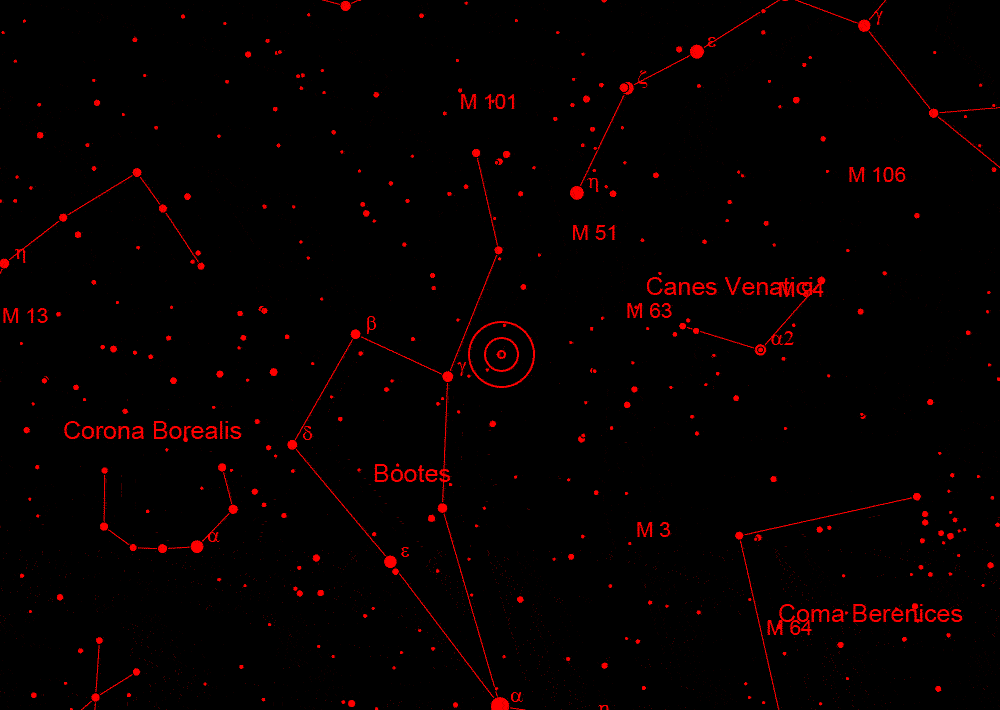 γ
ε
ζ
M 101
M 106
η
M 51
η
Canes Venatici
M 94
M 63
M 13
β
α2
γ
Corona Borealis
δ
Bootes
M 3
α
ε
Coma Berenices
M 64
α
η